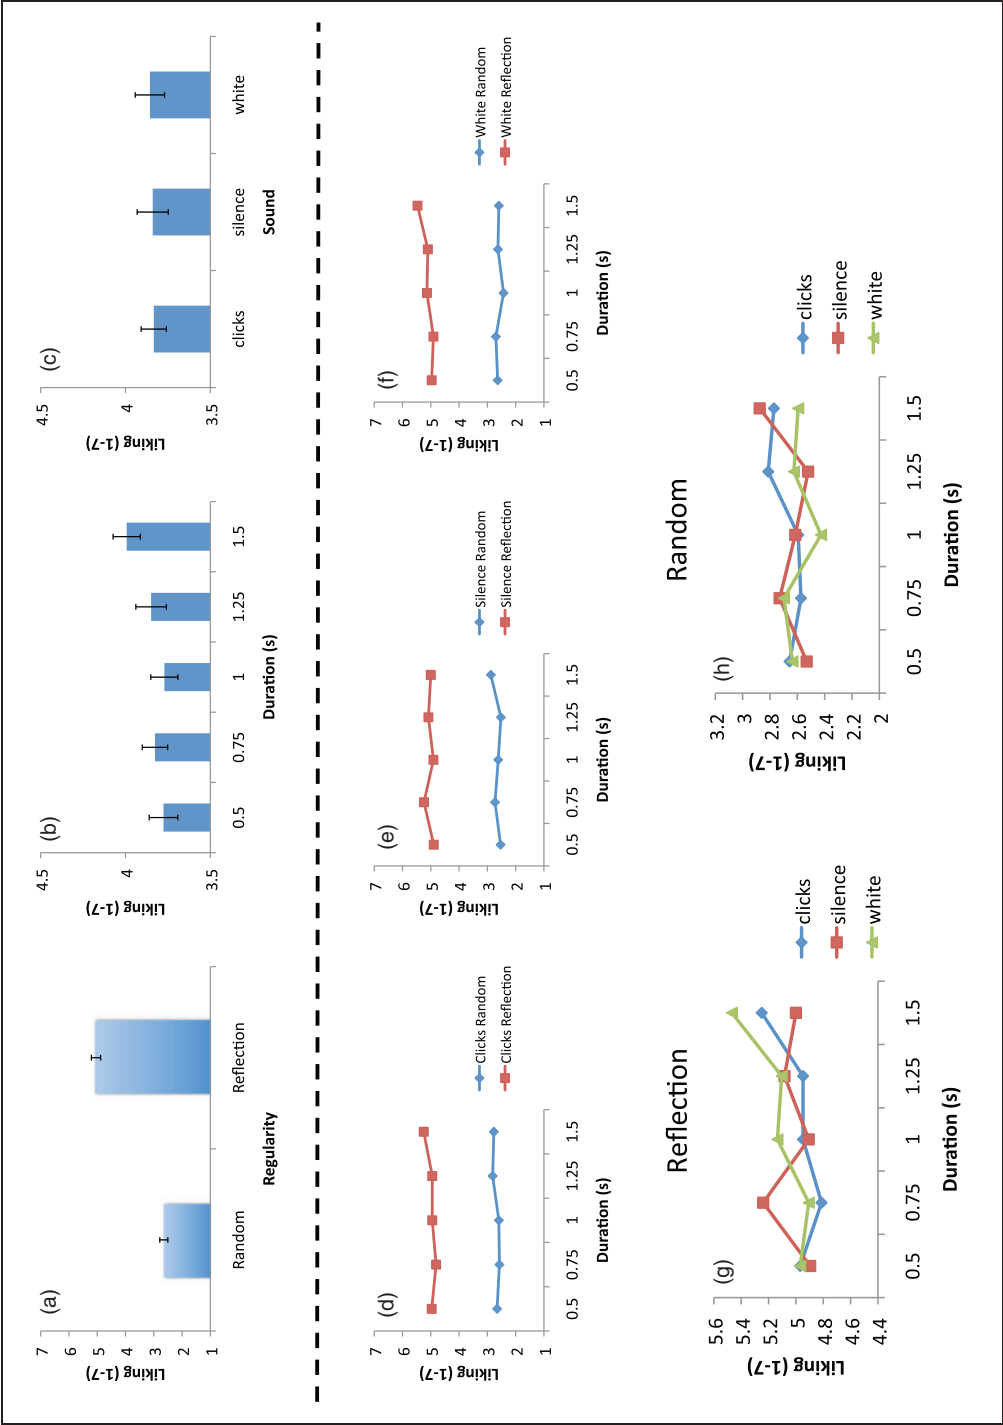 (a)
7
6
5
4
3
2
1
Liking (1-7)
Random
Reflection
Regularity
(b)
4.5
4
3.5
Liking (1-7)
0.5
0.75
1
1.25
1.5
Duration (s)
(c)
4.5
4
3.5
Liking (1-7)
clicks
silence
white
Sound
(d)
7
6
5
4
3
2
1
Liking (1-7)
0.5
0.75
1
1.25
1.5
Duration (s)
Clicks Random
Clicks Reflection
(e)
7
6
5
4
3
2
1
Liking (1-7)
0.5
0.75
1
1.25
1.5
Duration (s)
Silence Random
Silence Reflection
(f)
7
6
5
4
3
2
1
Liking (1-7)
0.5
0.75
1
1.25
1.5
Duration (s)
White Random
White Reflection
(g)
Reflection
5.6
5.4
5.2
5
4.8
4.6
4.4
Liking (1-7)
0.5
0.75
1
1.25
1.5
Duration (s)
clicks
silence
white
(h)
Random
3.2
3
2.8
2.6
2.4
2.2
2
Liking (1-7)
0.5
0.75
1
1.25
1.5
Duration (s)
clicks
silence
white